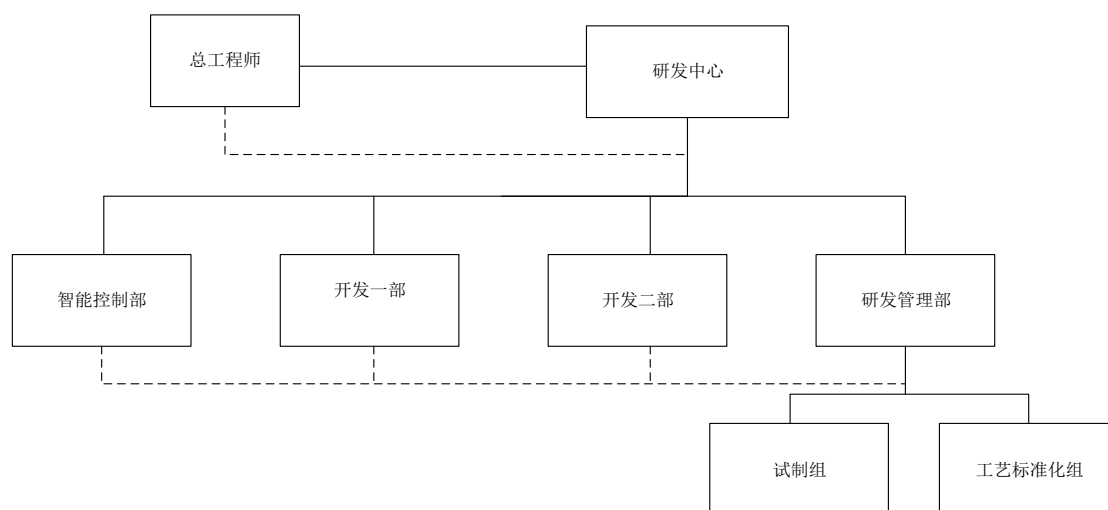 总工程师
研发中心
智能控制部
开发一部
开发二部
研发管理部
试制组
工艺标准化组